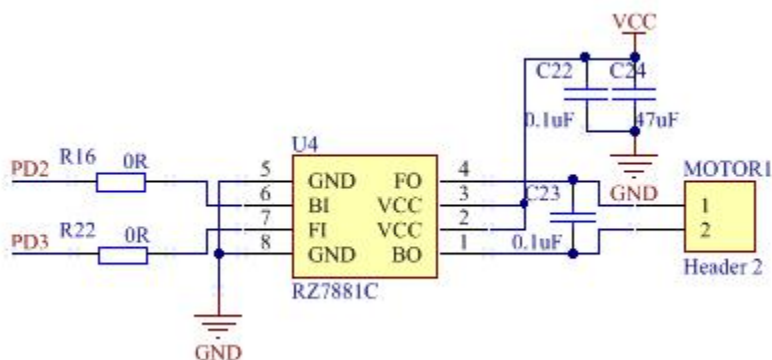 VCC
C22 C24
0.1uF 47uF
GND
U4
R16 0R
PD2
R22 0R
PD3
5 GND FO 4
6 BI VCC 3
7 FI VCC 2
8 GND BO 1
RZ7881C
GND
C23
0.1uF
MOTOR1
1
2
Header 2